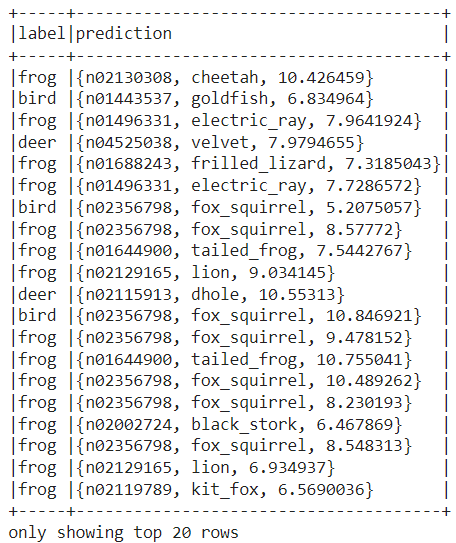 +-----+-------------------------------------+
|label|prediction                           |
+-----+-------------------------------------+
|frog |{n02130308, cheetah, 10.426459}      |
|bird |{n01443537, goldfish, 6.834964}      |
|frog |{n01496331, electric_ray, 7.9641924} |
|deer |{n04525038, velvet, 7.9794655}       |
|frog |{n01688243, frilled_lizard, 7.3185043}|
|frog |{n01496331, electric_ray, 7.7286572} |
|bird |{n02356798, fox_squirrel, 5.2075057} |
|frog |{n02356798, fox_squirrel, 8.57772}   |
|frog |{n01644900, tailed_frog, 7.5442767}  |
|frog |{n02129165, lion, 9.034145}          |
|deer |{n02115913, dhole, 10.55313}         |
|bird |{n02356798, fox_squirrel, 10.846921} |
|frog |{n02356798, fox_squirrel, 9.478152}  |
|frog |{n01644900, tailed_frog, 10.755041}  |
|frog |{n02356798, fox_squirrel, 10.489262} |
|frog |{n02356798, fox_squirrel, 8.230193}  |
|frog |{n02002724, black_stork, 6.467869}   |
|frog |{n02356798, fox_squirrel, 8.548313}  |
|frog |{n02129165, lion, 6.934937}          |
|frog |{n02119789, kit_fox, 6.5690036}      |
+-----+-------------------------------------+
only showing top 20 rows